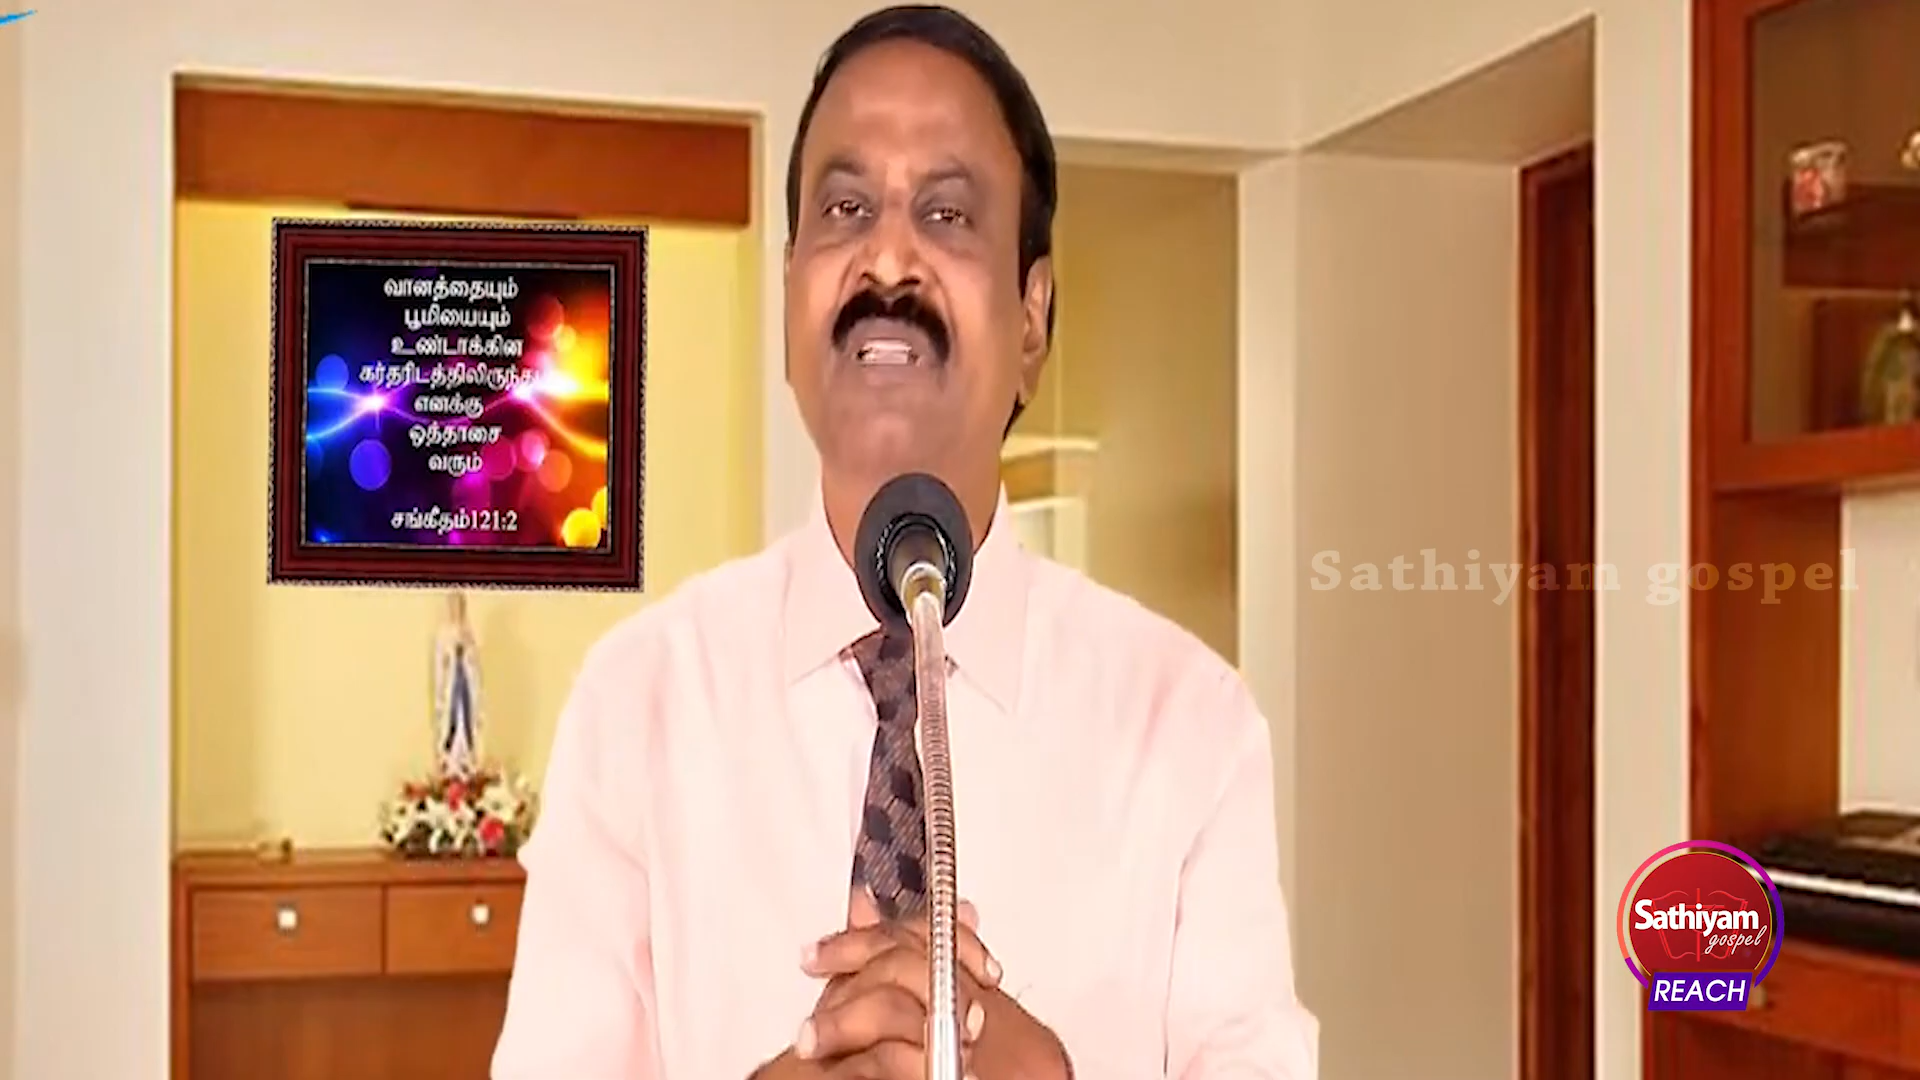 வானத்தையும்
பூமியையும்
உண்டாக்கின
கர்தரிடத்திலிருந்து
எனக்கு
ஒத்தாசை
வரும்
சங்கீதம்121:2
Sathiyam gospel
Sathiyam
gospel
REACH